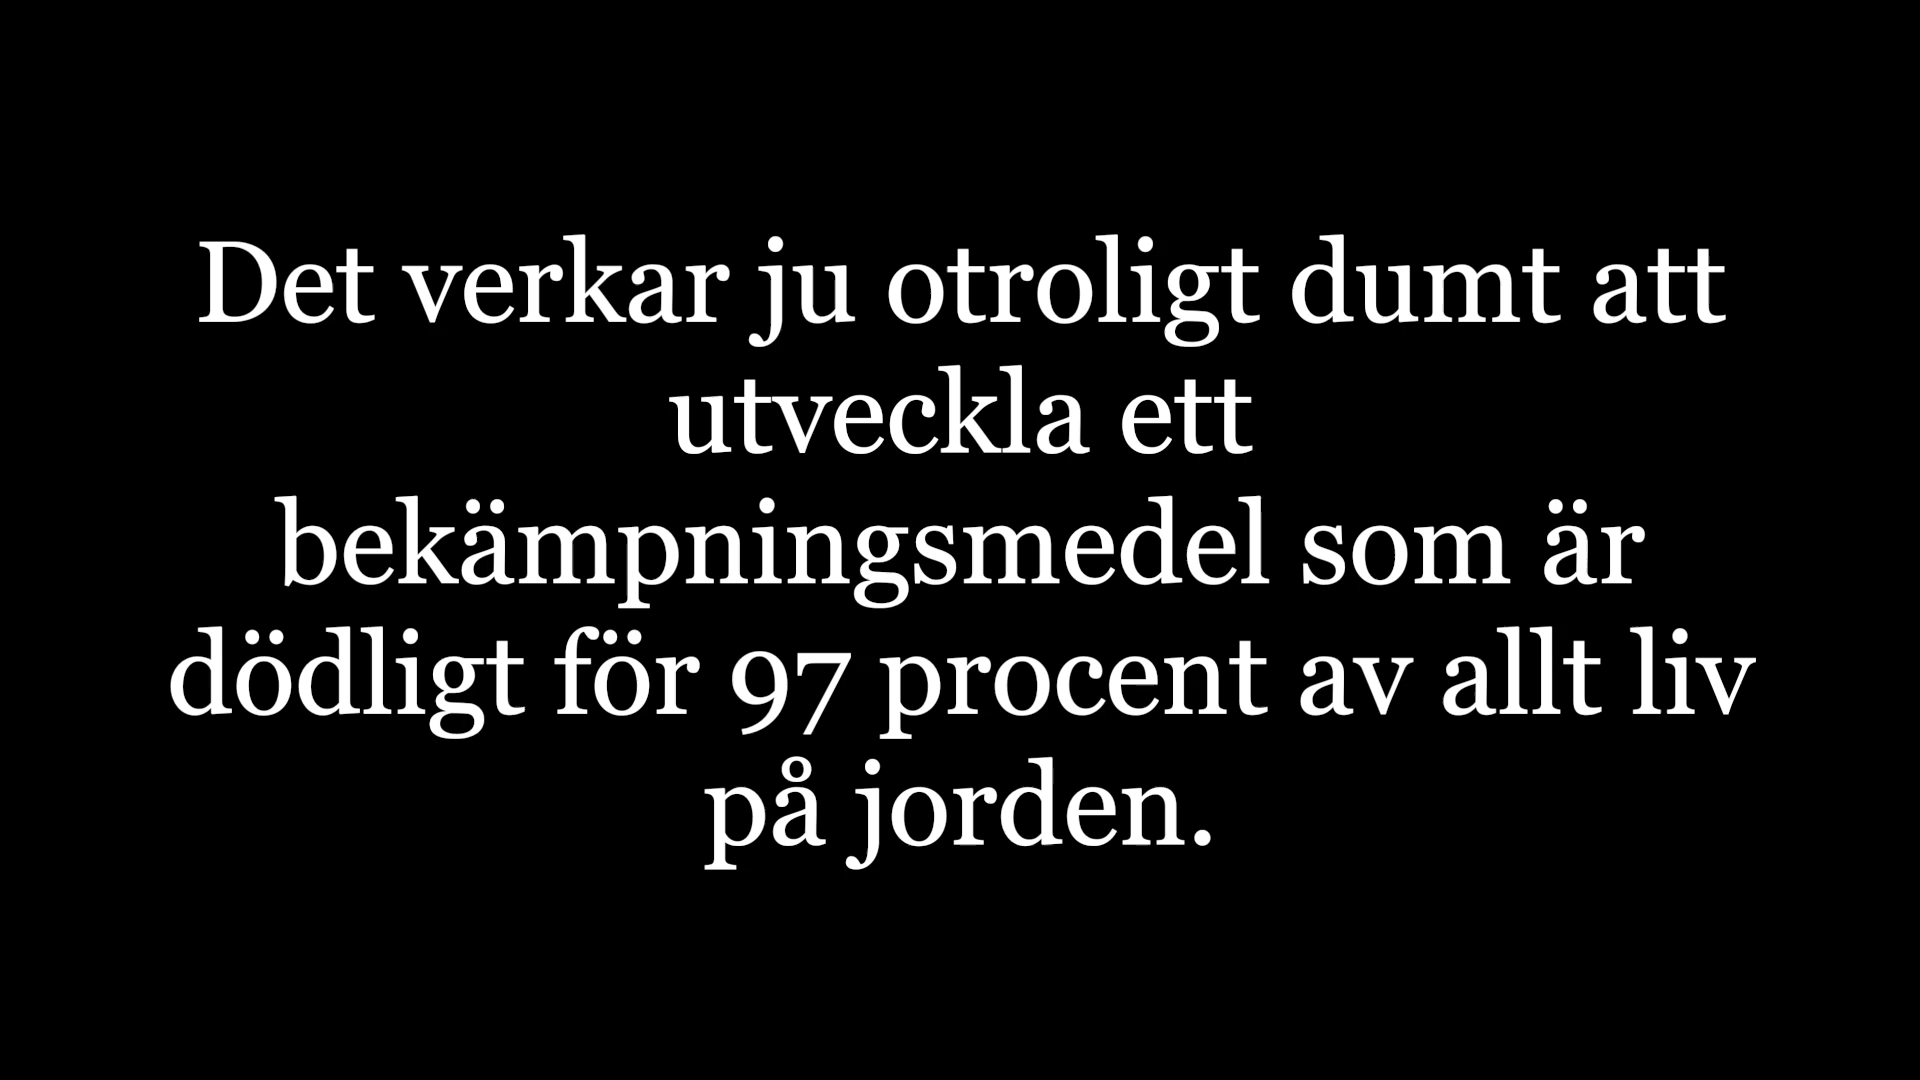 Det verkar ju otroligt dumt att
utveckla ett
bekämpningsmedel som är
dödligt för 97 procent av allt liv
på jorden.